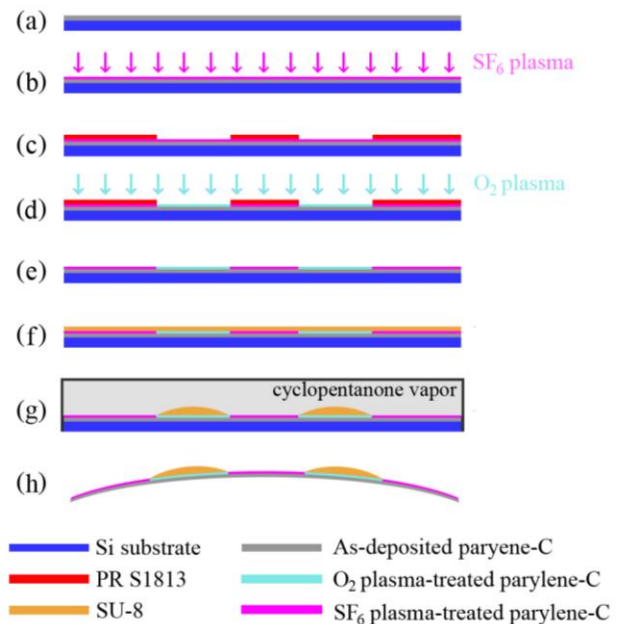 (a)
SF6 plasma
(b)
(c)
O2 plasma
(d)
(e)
(f)
cyclopentanone vapor
(g)
(h)
Si substrate
As-deposited paryene-C
PR S1813
O2 plasma-treated parylene-C
SU-8
SF6 plasma-treated parylene-C